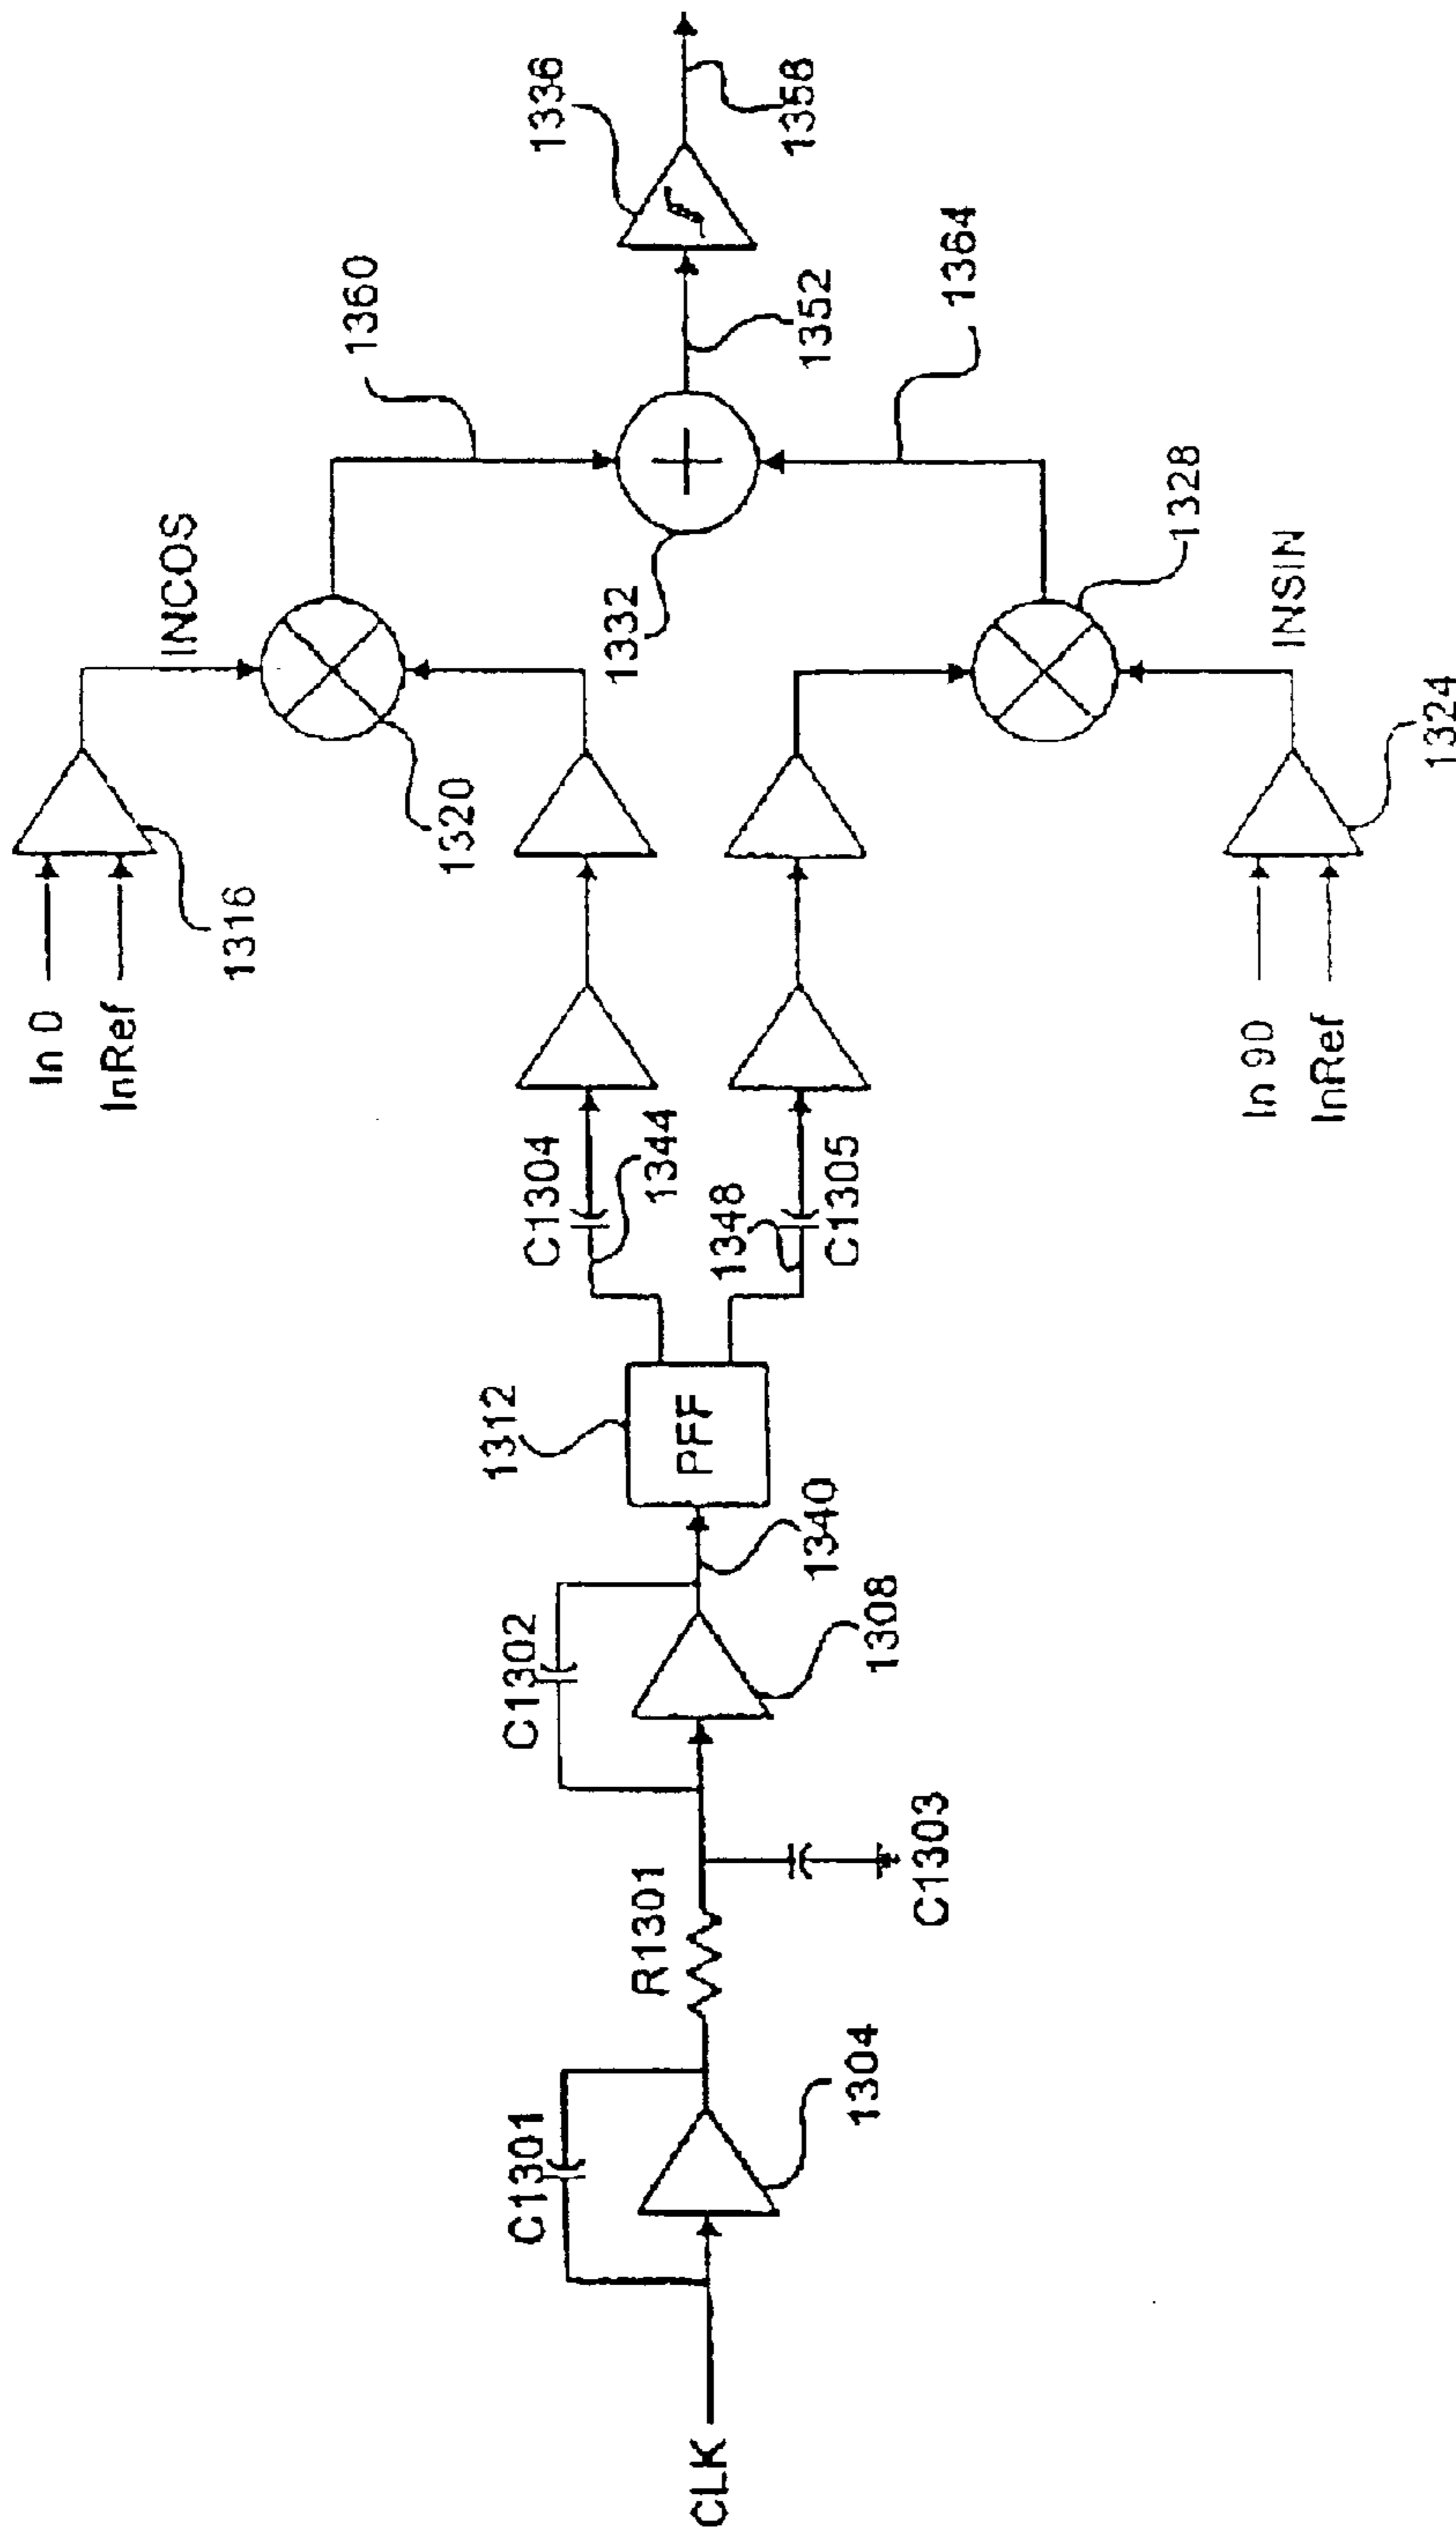 In 0
InRef
1316
INCOS
1320
1360
1336
1358
1352
1332
1364
CLK
C1301
1304
R1301
C1303
C1302
1308
1340
1312
PFF
C1304
1344
1348
C1305
1328
INSIN
In 90
InRef
1324